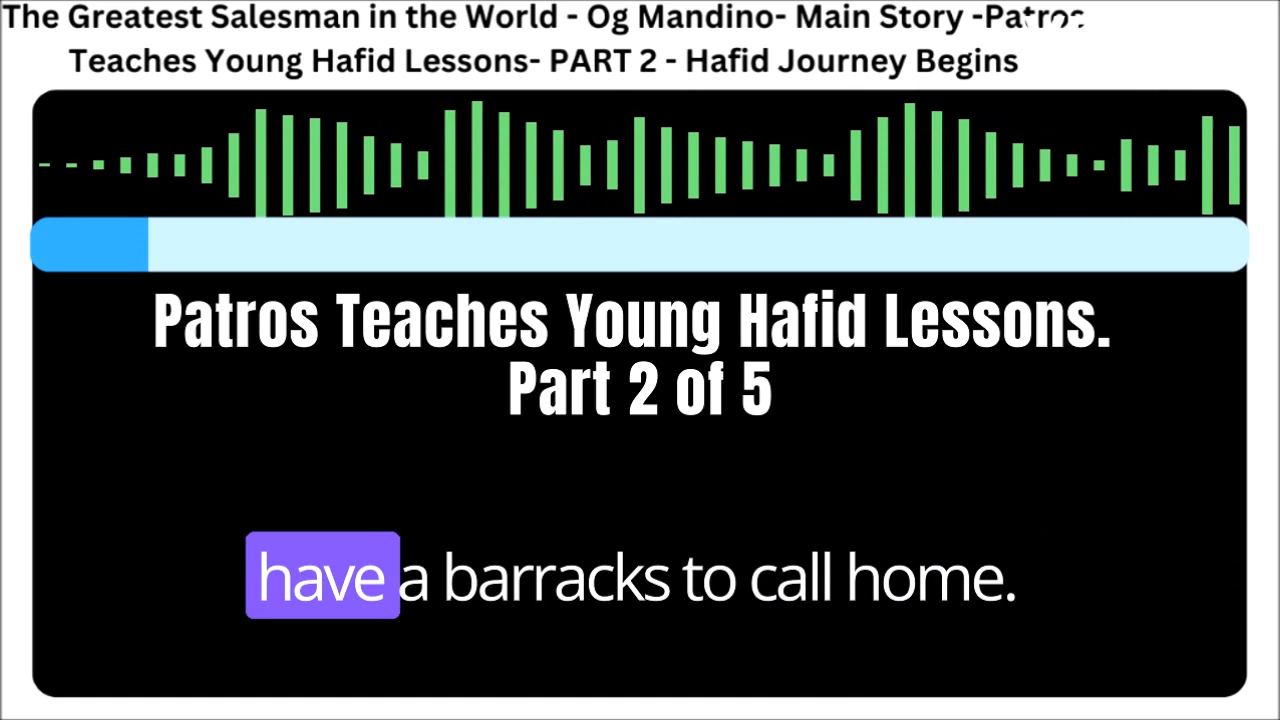 The Greatest Salesman in the World - Og Mandino- Main Story -Patros
Teaches Young Hafid Lessons- PART 2 - Hafid Journey Begins
Patros Teaches Young Hafid Lessons.
Part 2 of 5
have a barracks to call home.